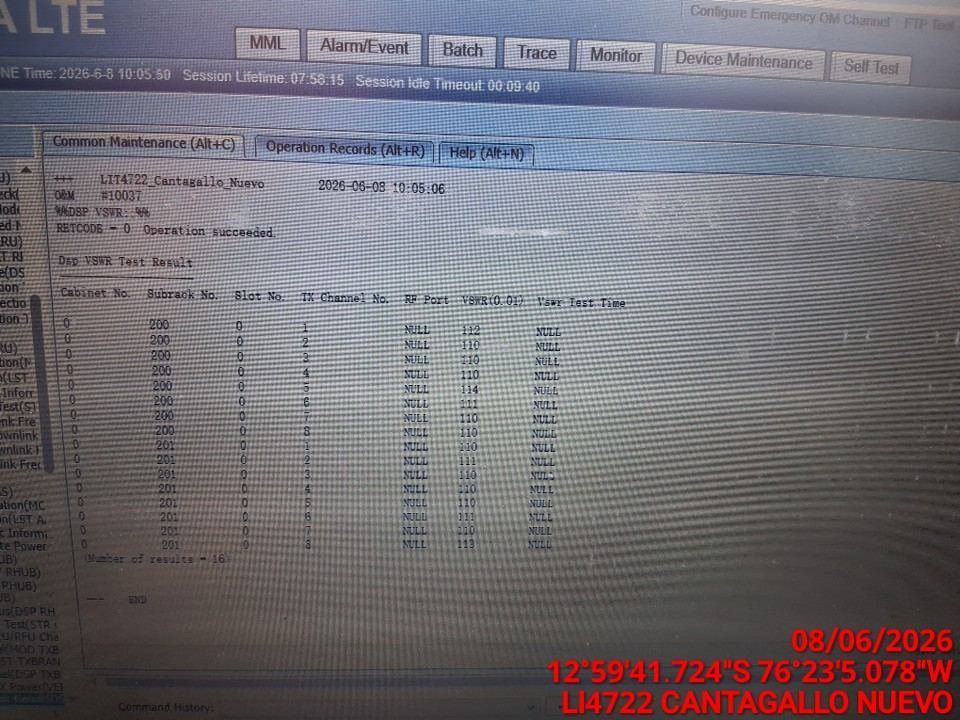 A LTE
Configure Emergency OM Channel FTP Tool
MML Alarm/Event Batch Trace Monitor Device Maintenance Self Test
NE Time: 2026-6-8 10:05:50 Session Lifetime: 07:58:15 Session Idle Timeout: 00:09:40
Common Maintenance (Alt+C) Operation Records (Alt+R) Help (Alt+N)
+++ LIT4722_Cantagallo_Nuevo 2026-06-08 10:05:06
O&M #10037
%%DSP VSWR: %%
RETCODE = 0 Operation succeeded.
Dsp VSWR Test Result
Cabinet No. Subrack No. Slot No. TX Channel No. RF Port VSWR(0.01) Vswr Test Time
0 200 0 1 NULL 112 NULL
0 200 0 2 NULL 110 NULL
0 200 0 3 NULL 110 NULL
0 200 0 4 NULL 110 NULL
0 200 0 5 NULL 114 NULL
0 200 0 6 NULL 111 NULL
0 200 0 7 NULL 110 NULL
0 200 0 8 NULL 110 NULL
0 201 0 1 NULL 110 NULL
0 201 0 2 NULL 111 NULL
0 201 0 3 NULL 110 NULL
0 201 0 4 NULL 110 NULL
0 201 0 5 NULL 110 NULL
0 201 0 6 NULL 111 NULL
0 201 0 7 NULL 110 NULL
0 201 0 8 NULL 113 NULL
(Number of results = 16)
--- END
Command History:
08/06/2026
12°59'41.724"S 76°23'5.078"W
LI4722 CANTAGALLO NUEVO